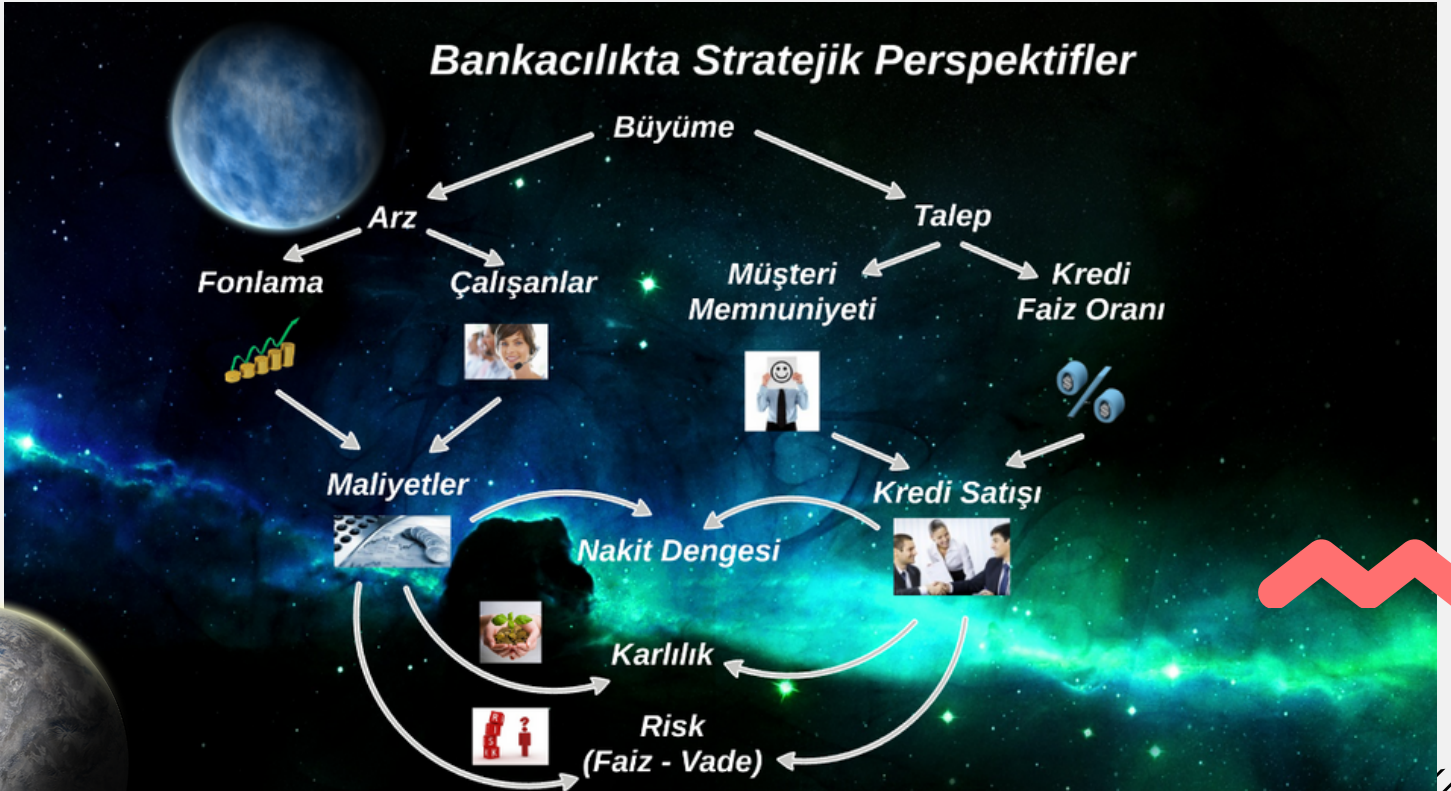 Bankacılıkta Stratejik Perspektifler
Büyüme
Arz
Talep
Fonlama
Çalışanlar
Müşteri
Memnuniyeti
Kredi
Faiz Oranı
Maliyetler
Kredi Satışı
Nakit Dengesi
Karlılık
Risk
(Faiz - Vade)
R
I
S
K
?